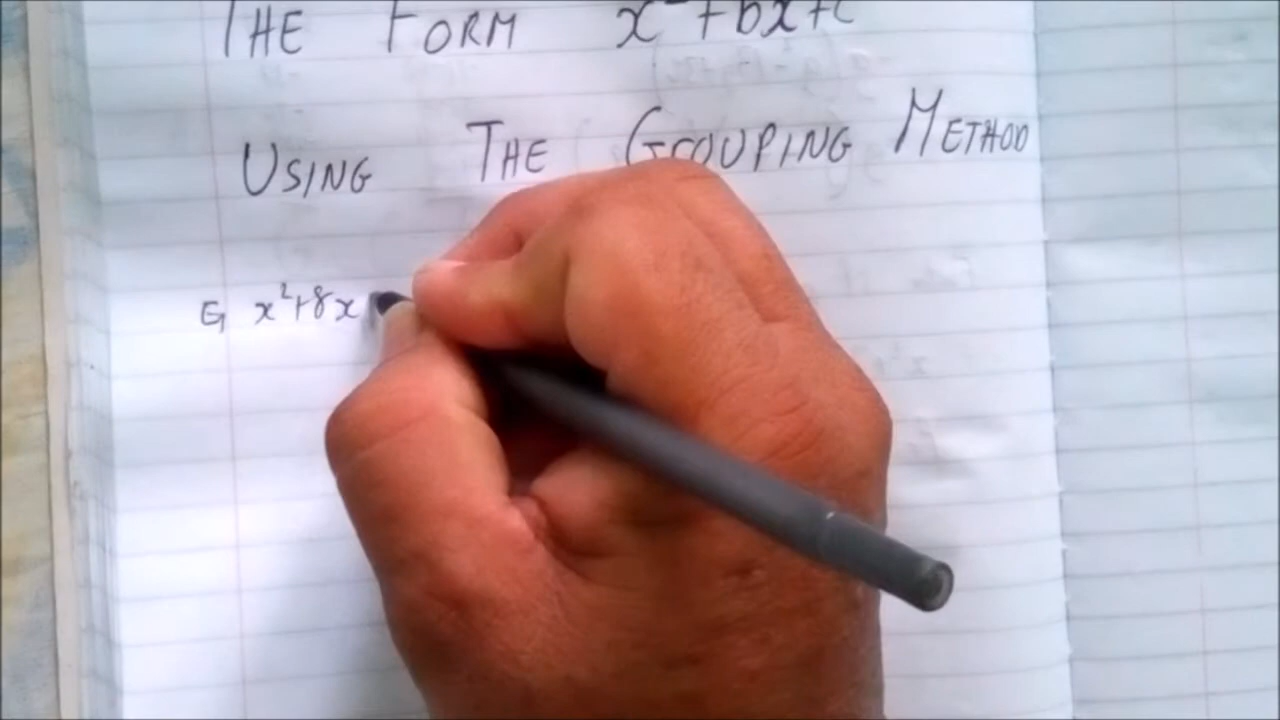 THE FORM x²+bx+c
USING THE GROUPING METHOD
EG x²+8x